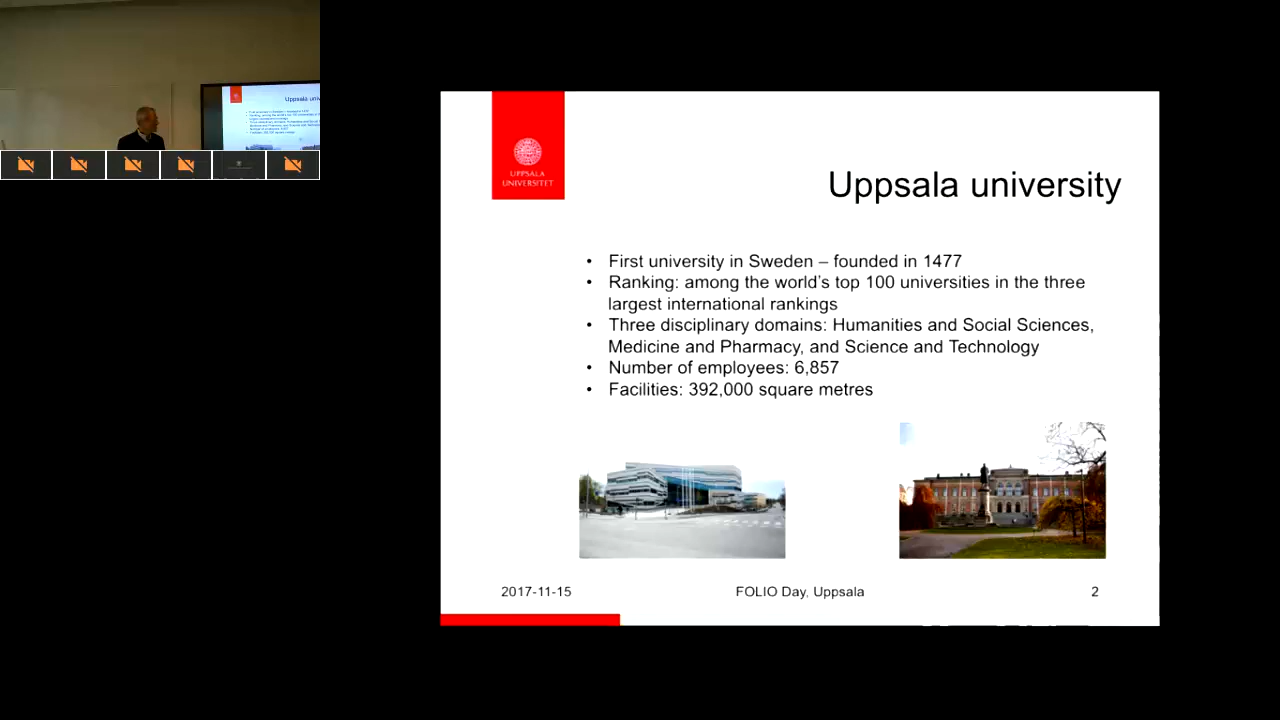 UPPSALA
UNIVERSITET
Uppsala university
• First university in Sweden – founded in 1477
• Ranking: among the world's top 100 universities in the three
largest international rankings
• Three disciplinary domains: Humanities and Social Sciences,
Medicine and Pharmacy, and Science and Technology
• Number of employees: 6,857
• Facilities: 392,000 square metres
2017-11-15
FOLIO Day, Uppsala
2